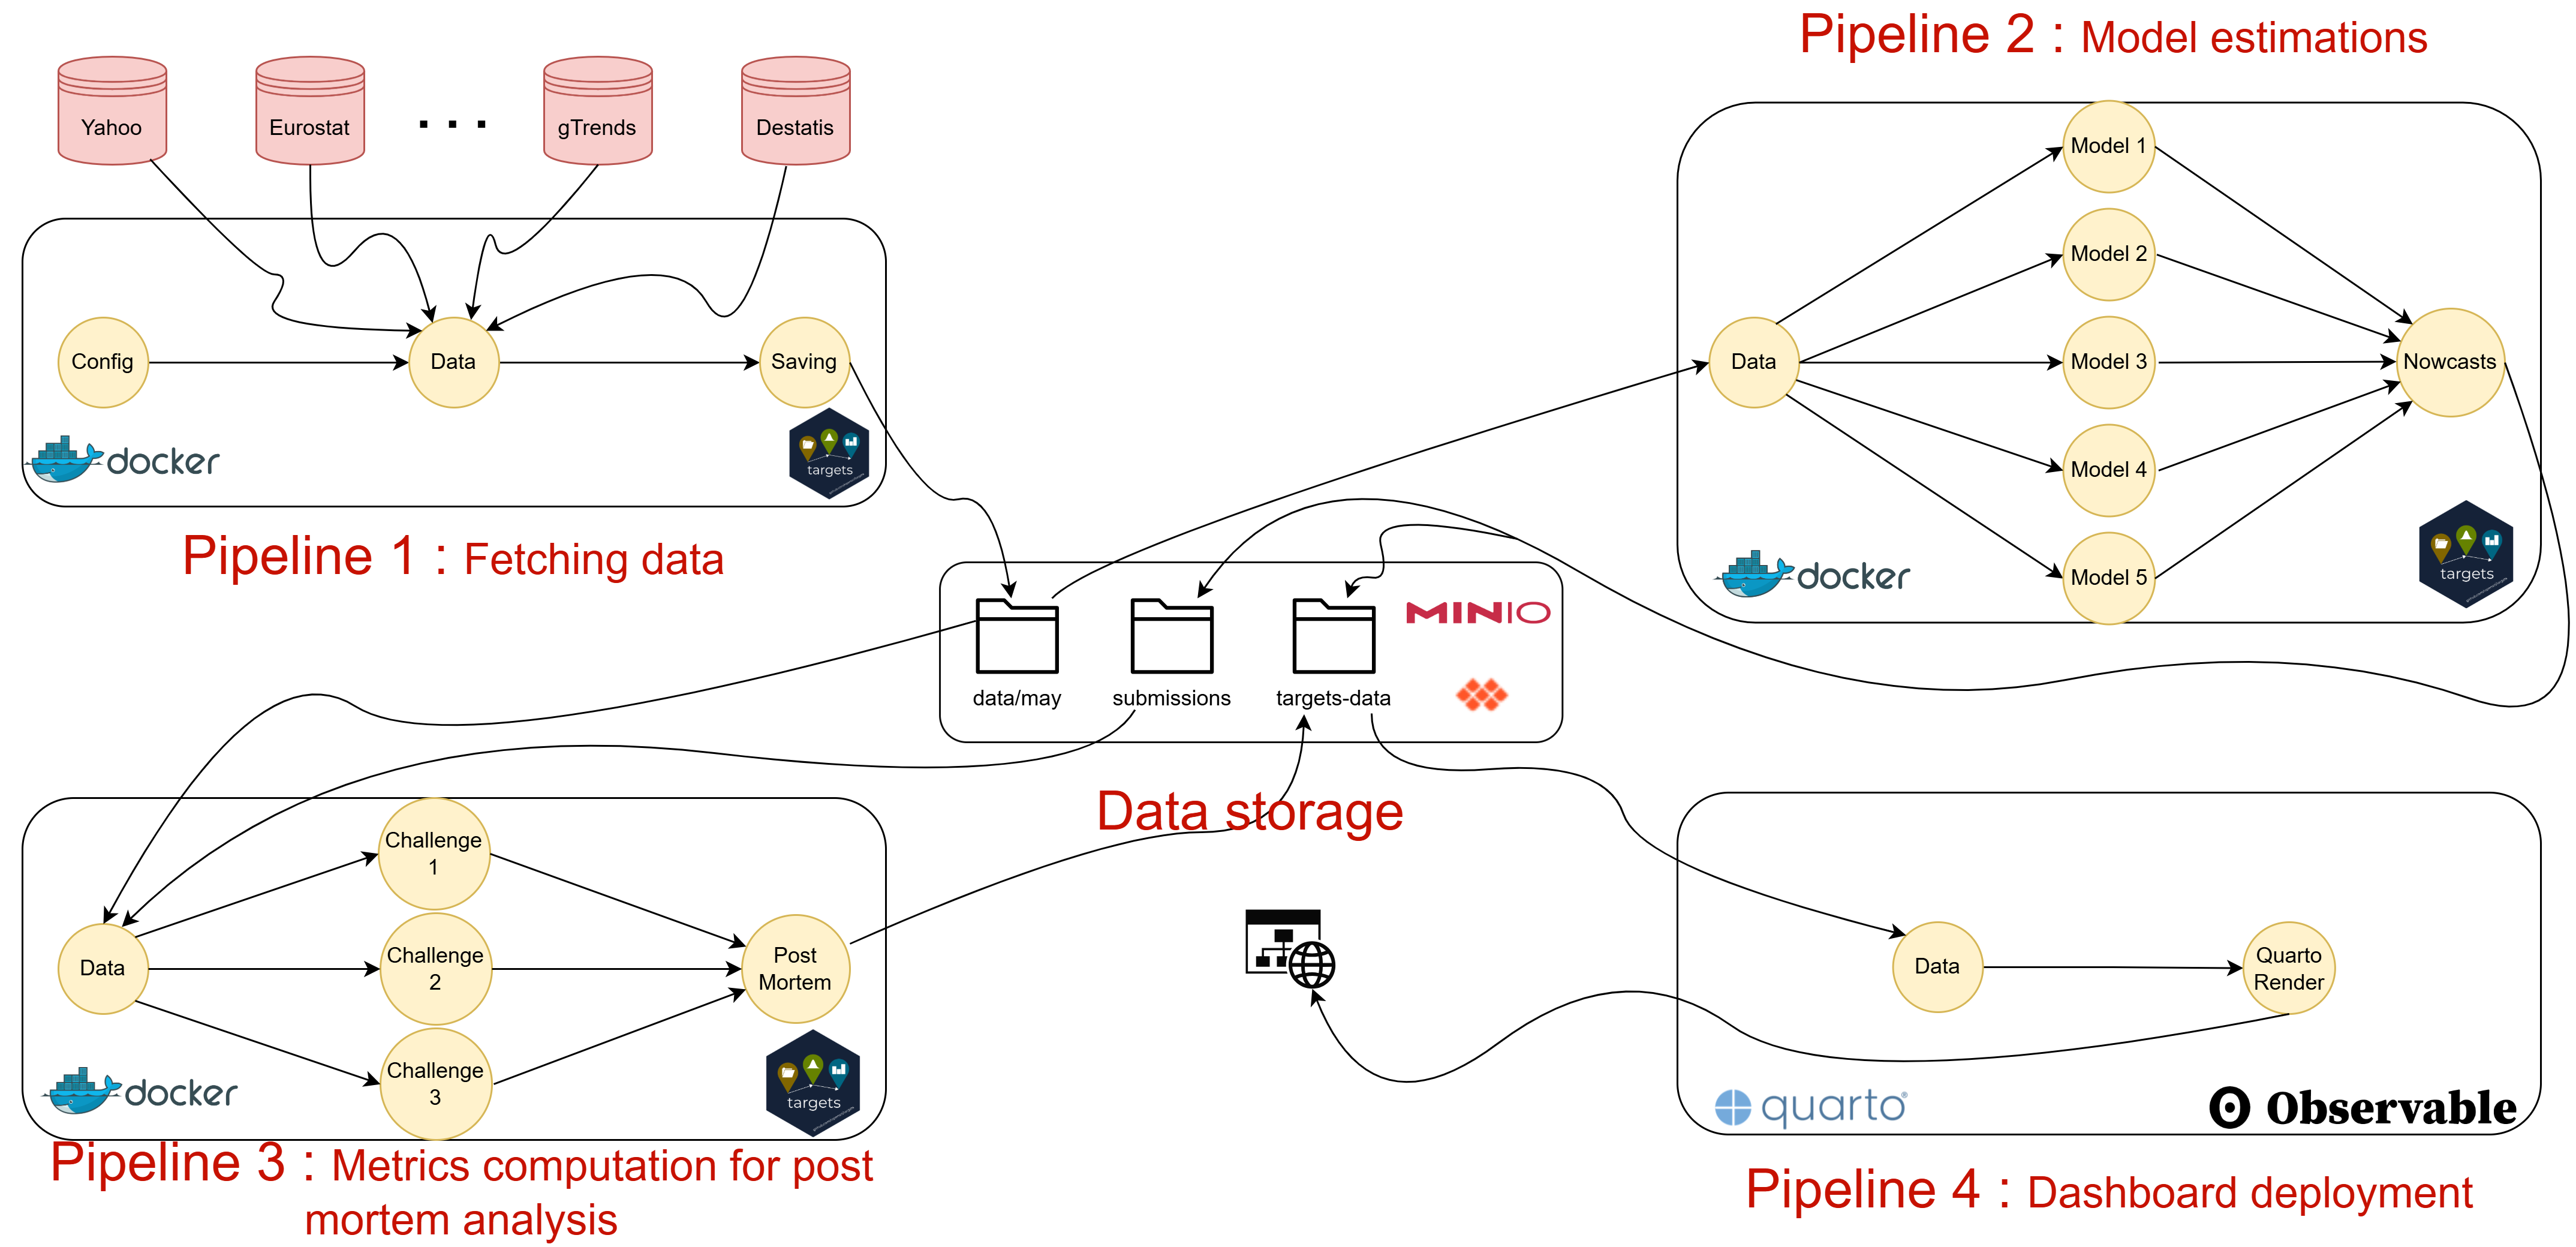 Pipeline 2 : Model estimations
Yahoo
Eurostat
. . .
gTrends
Destatis
Config
Data
Saving
docker
targets
Pipeline 1 : Fetching data
Data
Model 1
Model 2
Model 3
Model 4
Model 5
Nowcasts
docker
targets
data/may
submissions
targets-data
MINIO
Data storage
Data
Challenge
1
Challenge
2
Challenge
3
Post
Mortem
docker
targets
Pipeline 3 : Metrics computation for post
mortem analysis
Data
Quarto
Render
quarto®
Observable
Pipeline 4 : Dashboard deployment